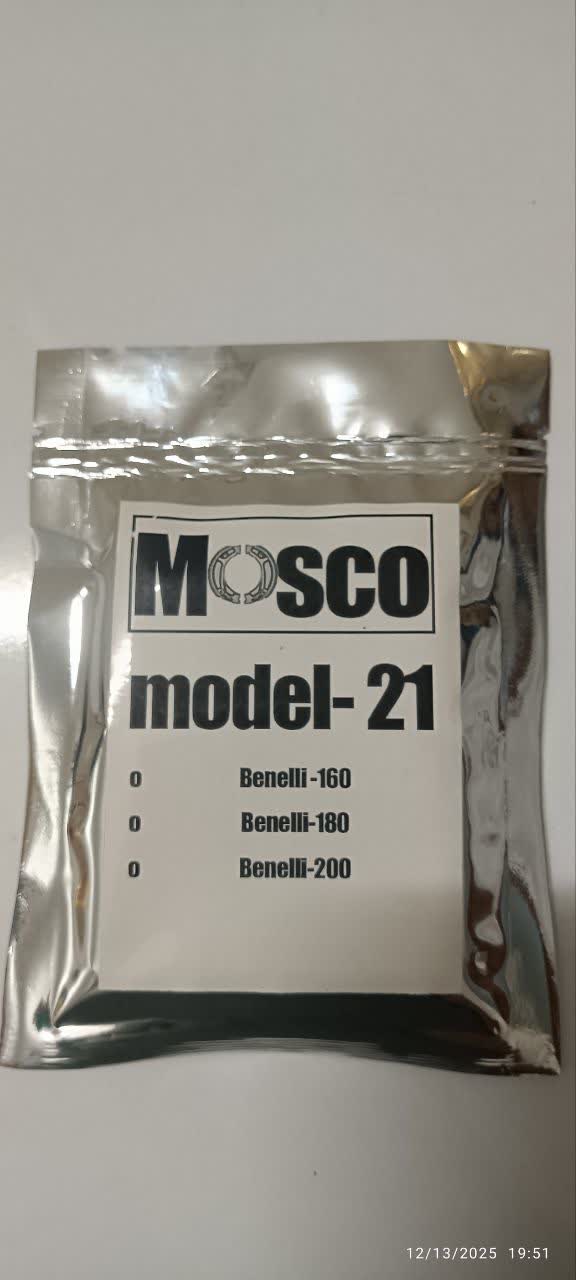 MOSCO
model- 21
o Benelli -160
o Benelli-180
o Benelli-200
12/13/2025 19:51